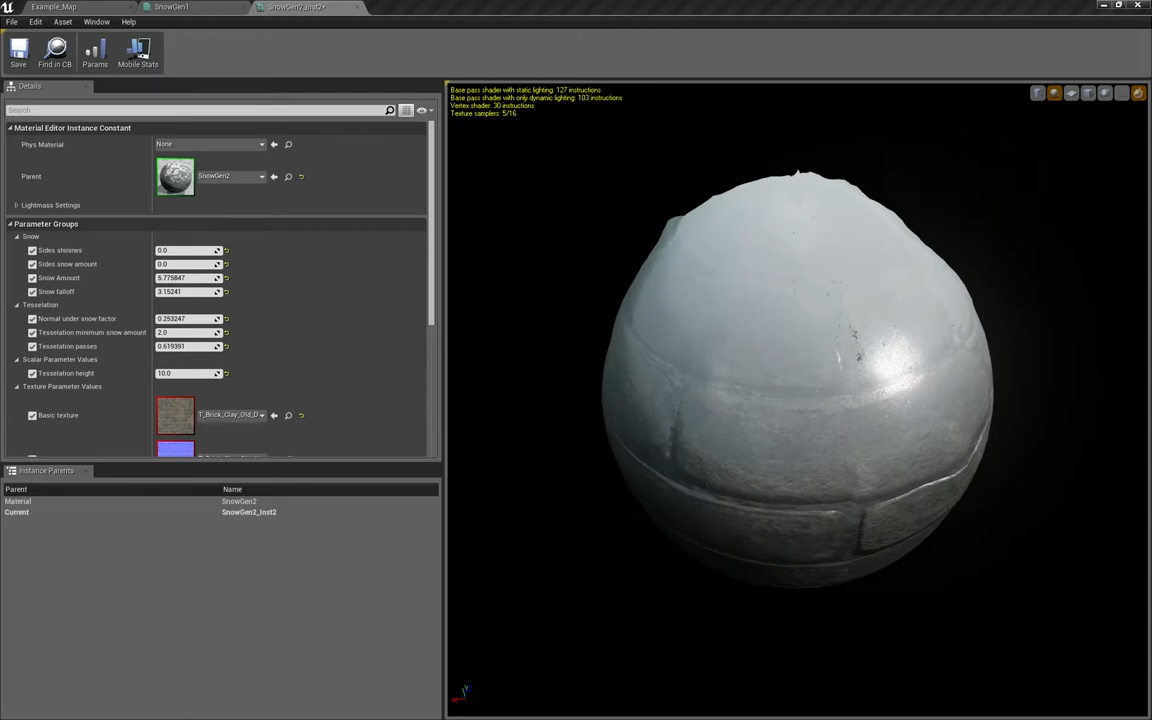 Example_Map SnowGen1 SnowGen2_Inst2*
File Edit Asset Window Help
Save Find in CB Params Mobile Stats
Details
Search
Material Editor Instance Constant
Phys Material None
Parent SnowGen2
Lightmass Settings
Parameter Groups
Snow
Sides shinines 0.0
Sides snow amount 0.0
Snow Amount 5.775847
Snow falloff 3.15241
Tesselation
Normal under snow factor 0.253247
Tesselation minimum snow amount 2.0
Tesselation passes 0.619391
Scalar Parameter Values
Tesselation height 10.0
Texture Parameter Values
Basic texture T_Brick_Clay_Old_D
Instance Parents
Parent Name
Material SnowGen2
Current SnowGen2_Inst2
Base pass shader with static lighting: 127 instructions
Base pass shader with only dynamic lighting: 103 instructions
Vertex shader: 30 instructions
Texture samplers: 5/16
Y
X